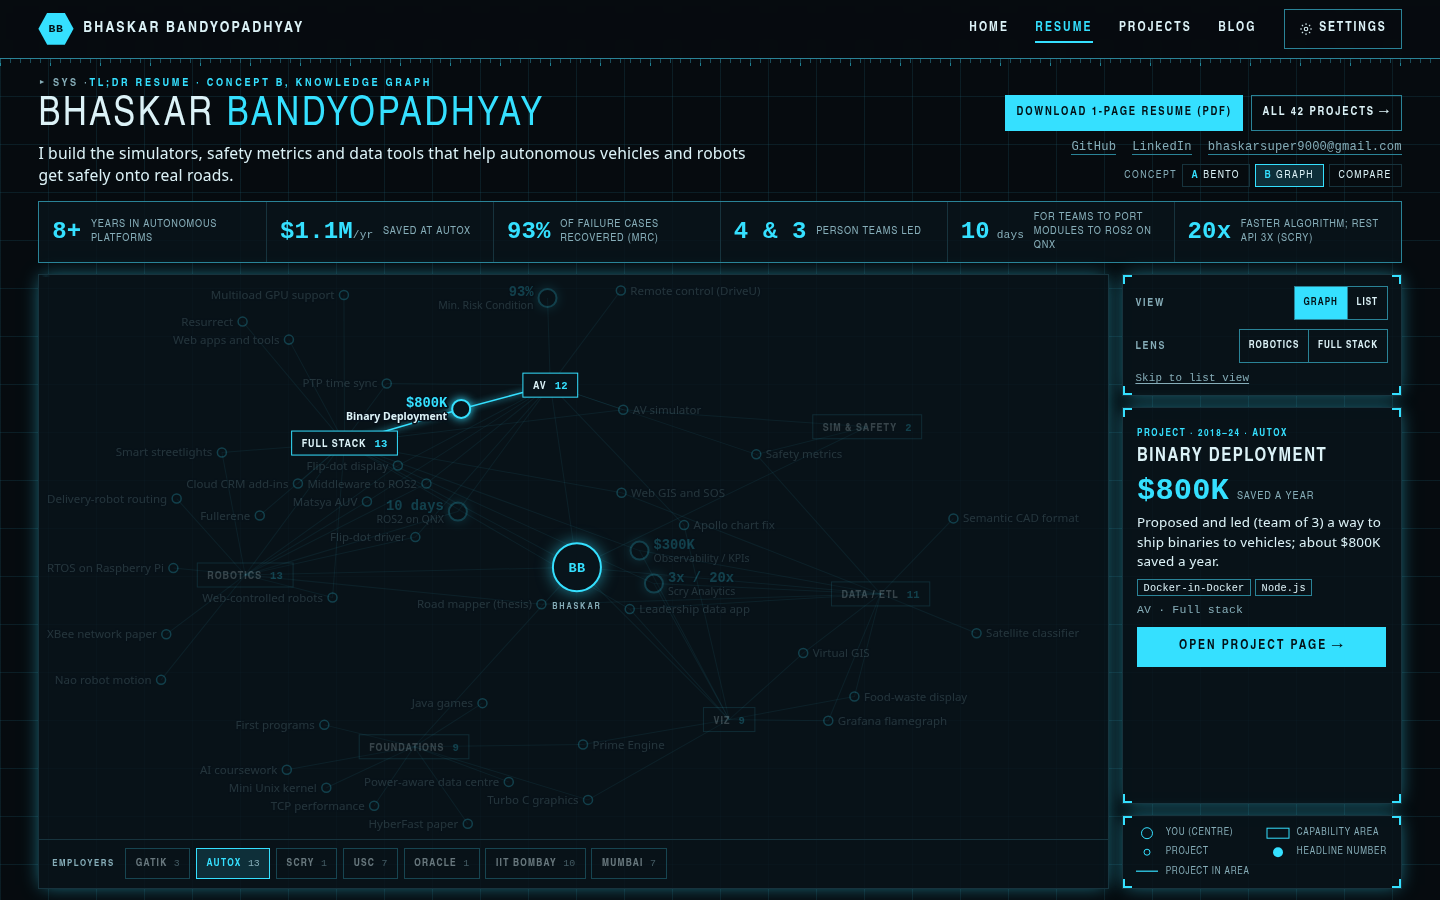 BB BHASKAR BANDYOPADHYAY
HOME RESUME PROJECTS BLOG SETTINGS
▸ SYS ·TL;DR RESUME · CONCEPT B, KNOWLEDGE GRAPH
BHASKAR BANDYOPADHYAY
I build the simulators, safety metrics and data tools that help autonomous vehicles and robots
get safely onto real roads.
DOWNLOAD 1-PAGE RESUME (PDF) ALL 42 PROJECTS →
GitHub LinkedIn bhaskarsuper9000@gmail.com
CONCEPT A BENTO B GRAPH COMPARE
8+ YEARS IN AUTONOMOUS
PLATFORMS
$1.1M/yr SAVED AT AUTOX
93% OF FAILURE CASES
RECOVERED (MRC)
4 & 3 PERSON TEAMS LED
10 days FOR TEAMS TO PORT
MODULES TO ROS2 ON
QNX
20x FASTER ALGORITHM; REST
API 3X (SCRY)
Multiload GPU support
93%
Min. Risk Condition
Remote control (DriveU)
Resurrect
Web apps and tools
PTP time sync
AV 12
$800K
Binary Deployment
AV simulator
SIM & SAFETY 2
FULL STACK 13
Smart streetlights
Safety metrics
Flip-dot display
Cloud CRM add-ins
Middleware to ROS2
Delivery-robot routing
Matsya AUV
10 days
ROS2 on QNX
Web GIS and SOS
Fullerene
Apollo chart fix
Semantic CAD format
Flip-dot driver
$300K
Observability / KPIs
RTOS on Raspberry Pi
ROBOTICS 13
BB
BHASKAR
3x / 20x
Scry Analytics
DATA / ETL 11
Web-controlled robots
Road mapper (thesis)
Leadership data app
XBee network paper
Satellite classifier
Virtual GIS
Nao robot motion
Java games
Food-waste display
First programs
VIZ 9
Grafana flamegraph
FOUNDATIONS 9
Prime Engine
AI coursework
Power-aware data centre
Mini Unix kernel
Turbo C graphics
TCP performance
HyberFast paper
EMPLOYERS GATIK 3 AUTOX 13 SCRY 1 USC 7 ORACLE 1 IIT BOMBAY 10 MUMBAI 7
VIEW GRAPH LIST
LENS ROBOTICS FULL STACK
Skip to list view
PROJECT · 2018–24 · AUTOX
BINARY DEPLOYMENT
$800K SAVED A YEAR
Proposed and led (team of 3) a way to
ship binaries to vehicles; about $800K
saved a year.
Docker-in-Docker Node.js
AV · Full stack
OPEN PROJECT PAGE →
YOU (CENTRE) CAPABILITY AREA
PROJECT HEADLINE NUMBER
PROJECT IN AREA